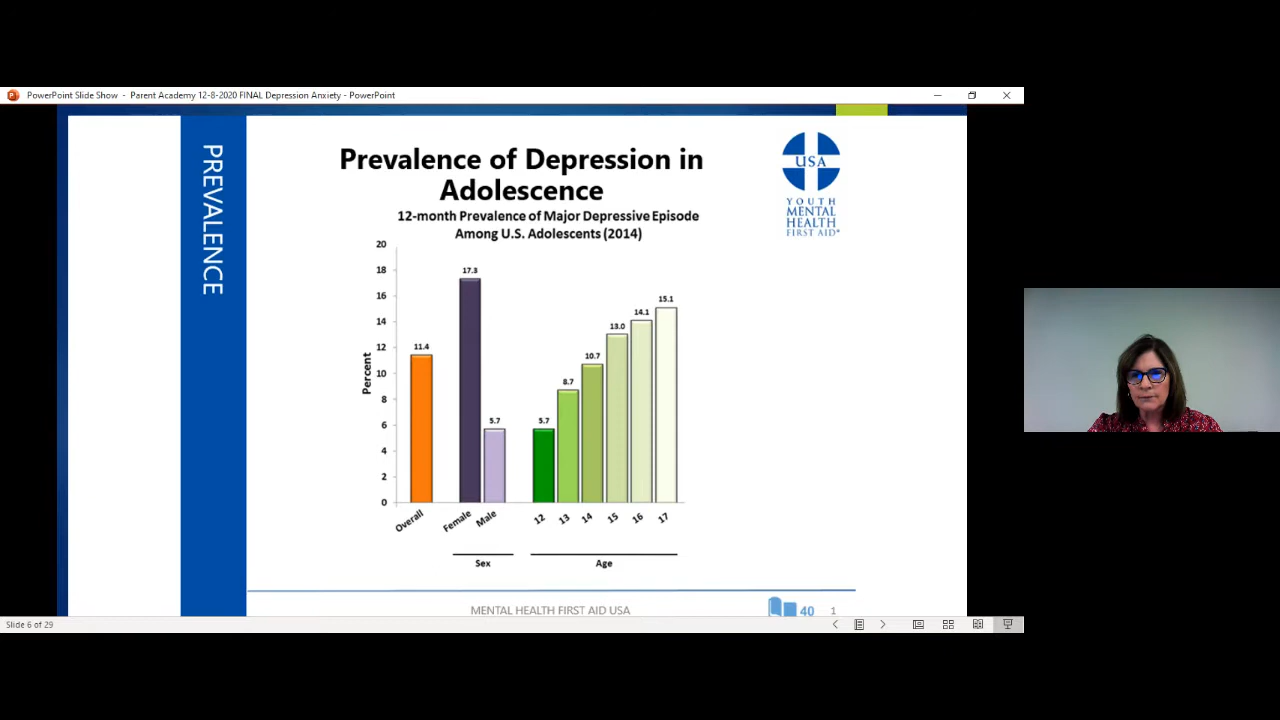 PowerPoint Slide Show - Parent Academy 12-8-2020 FINAL Depression Anxiety - PowerPoint
PREVALENCE
Prevalence of Depression in
Adolescence
12-month Prevalence of Major Depressive Episode
Among U.S. Adolescents (2014)
USA
YOUTH
MENTAL
HEALTH
FIRST AID®
Percent
20
18
16
14
12
10
8
6
4
2
0
11.4
17.3
5.7
5.7
8.7
10.7
13.0
14.1
15.1
Overall
Female
Male
12
13
14
15
16
17
Sex
Age
MENTAL HEALTH FIRST AID USA
40
1
Slide 6 of 29